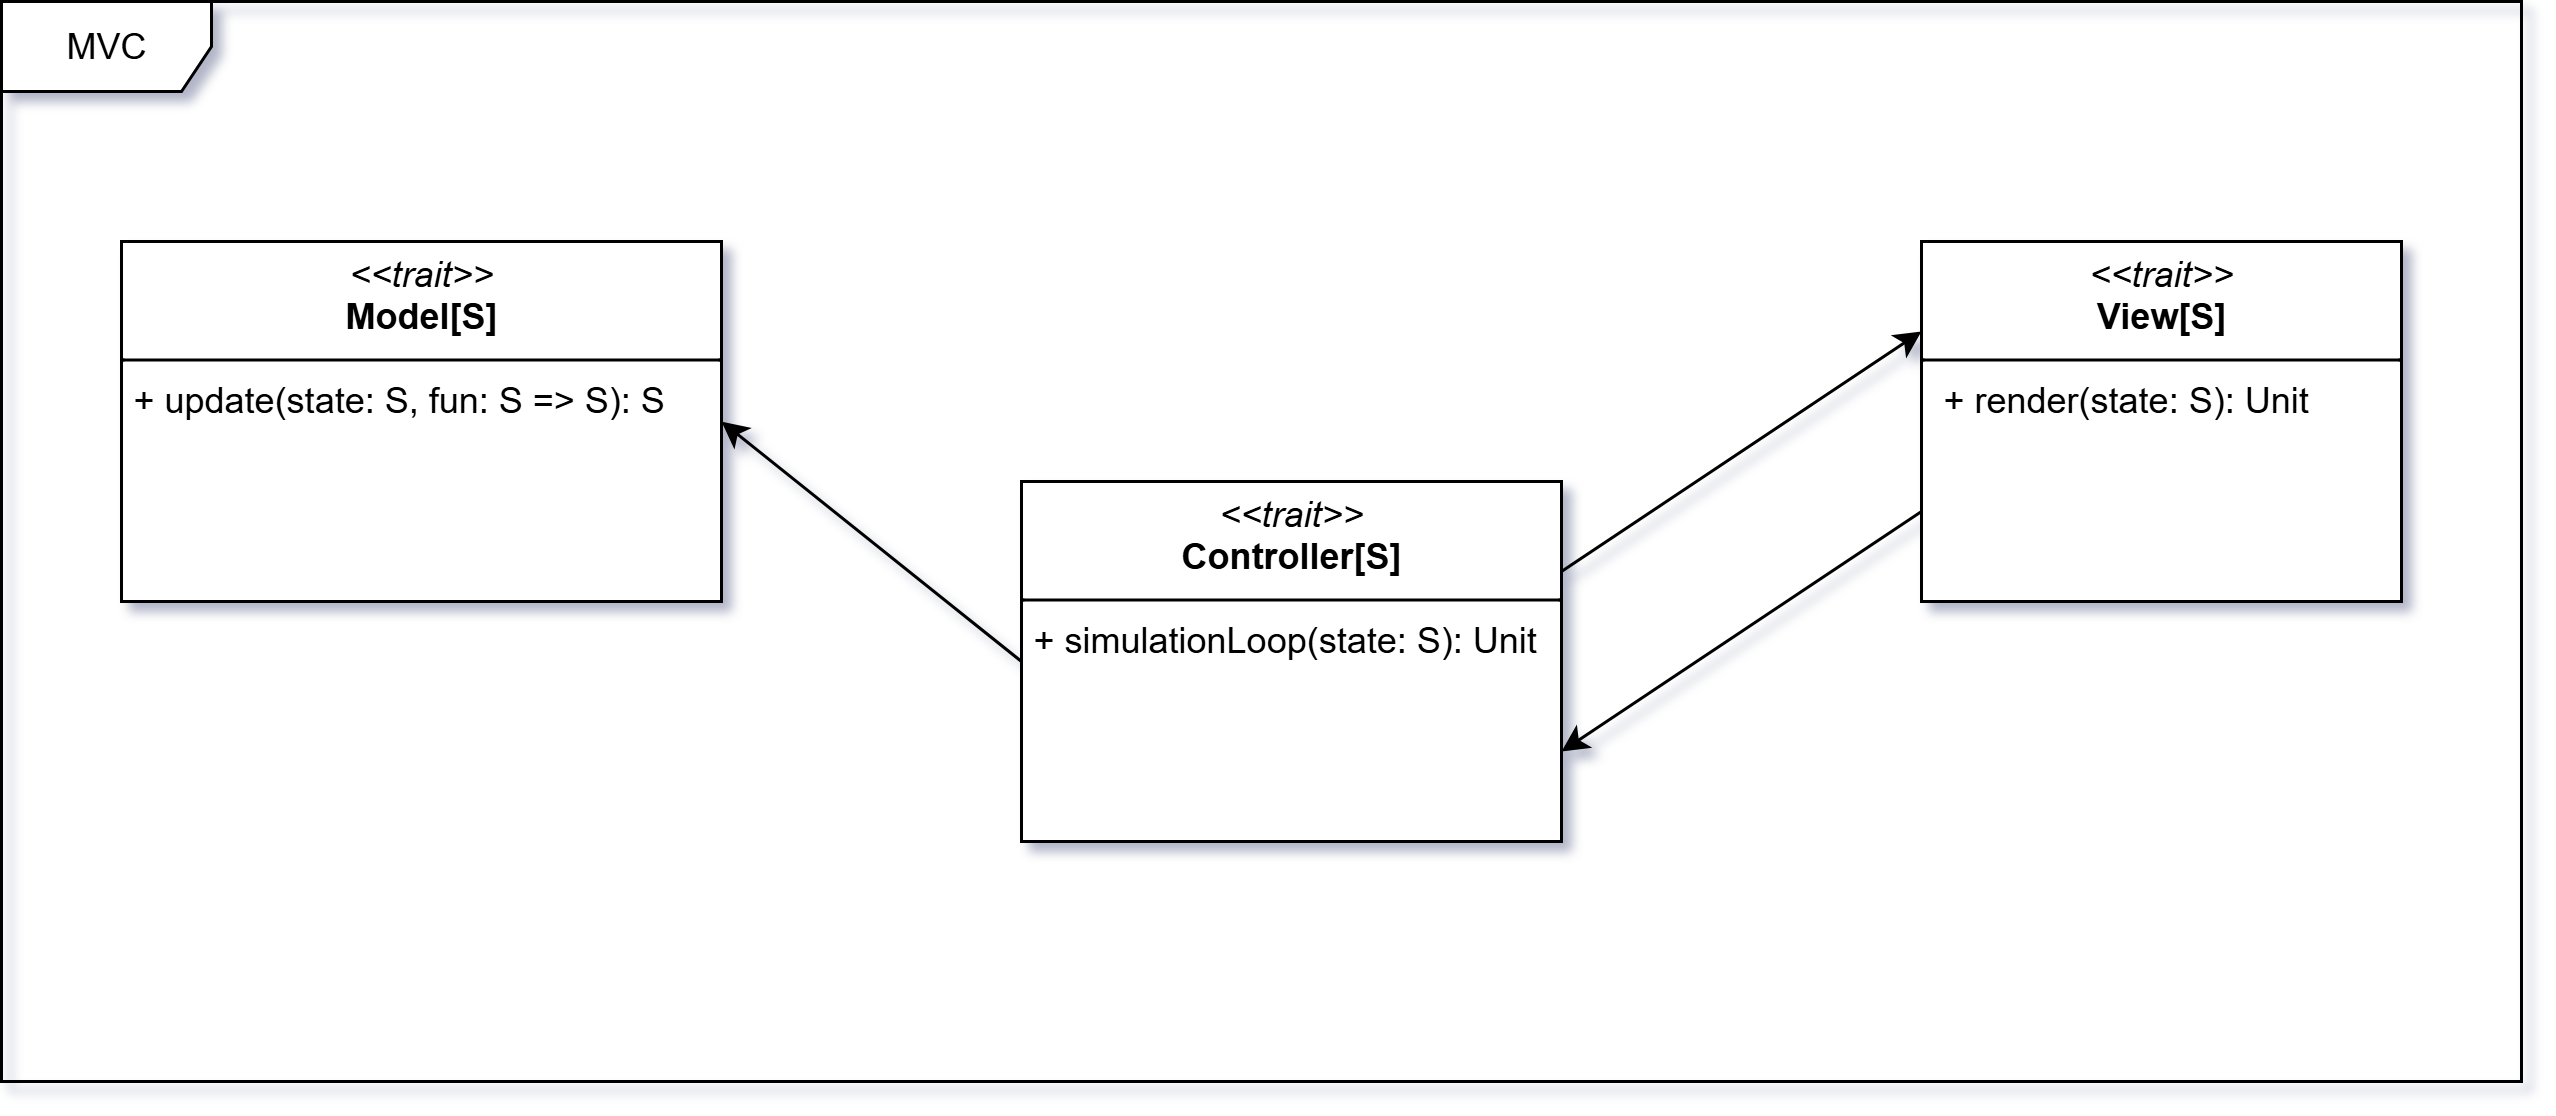 MVC
<<trait>>
Model[S]
+ update(state: S, fun: S => S): S
<<trait>>
Controller[S]
+ simulationLoop(state: S): Unit
<<trait>>
View[S]
+ render(state: S): Unit